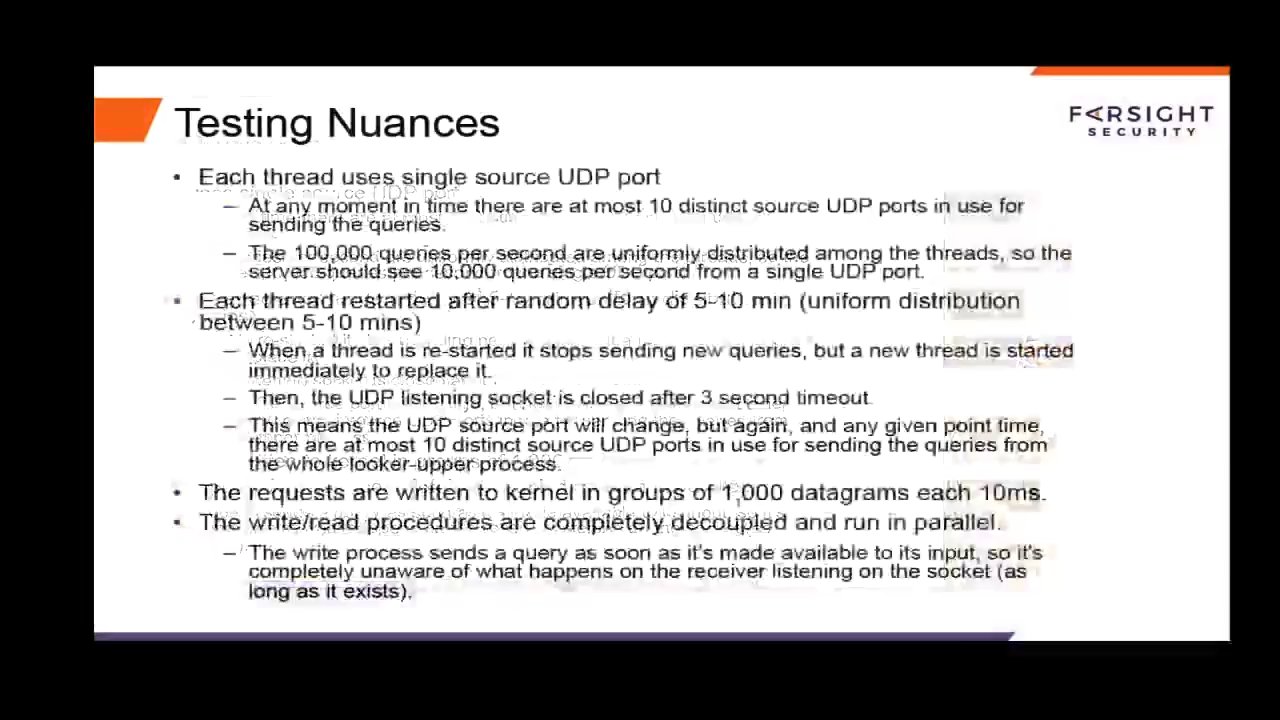 Testing Nuances
FARSIGHT
SECURITY
• Each thread uses single source UDP port
– At any moment in time there are at most 10 distinct source UDP ports in use for
sending the queries.
– The 100,000 queries per second are uniformly distributed among the threads, so the
server should see 10,000 queries per second from a single UDP port.
• Each thread restarted after random delay of 5-10 min (uniform distribution
between 5-10 mins)
– When a thread is re-started it stops sending new queries, but a new thread is started
immediately to replace it.
– Then, the UDP listening socket is closed after 3 second timeout.
– This means the UDP source port will change, but again, and any given point time,
there are at most 10 distinct source UDP ports in use for sending the queries from
the whole looker-upper process.
• The requests are written to kernel in groups of 1,000 datagrams each 10ms.
• The write/read procedures are completely decoupled and run in parallel.
– The write process sends a query as soon as it's made available to its input, so it's
completely unaware of what happens on the receiver listening on the socket (as
long as it exists).